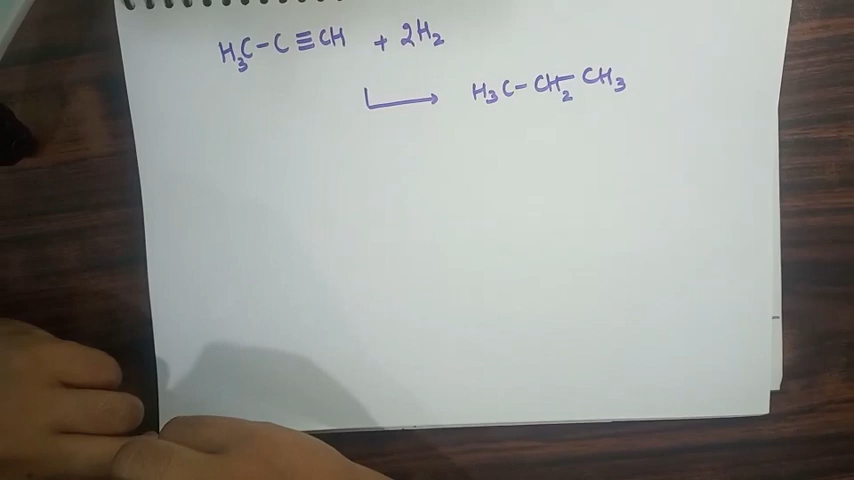 H₃C-C≡CH + 2H₂
→ H₃C-CH₂-CH₃